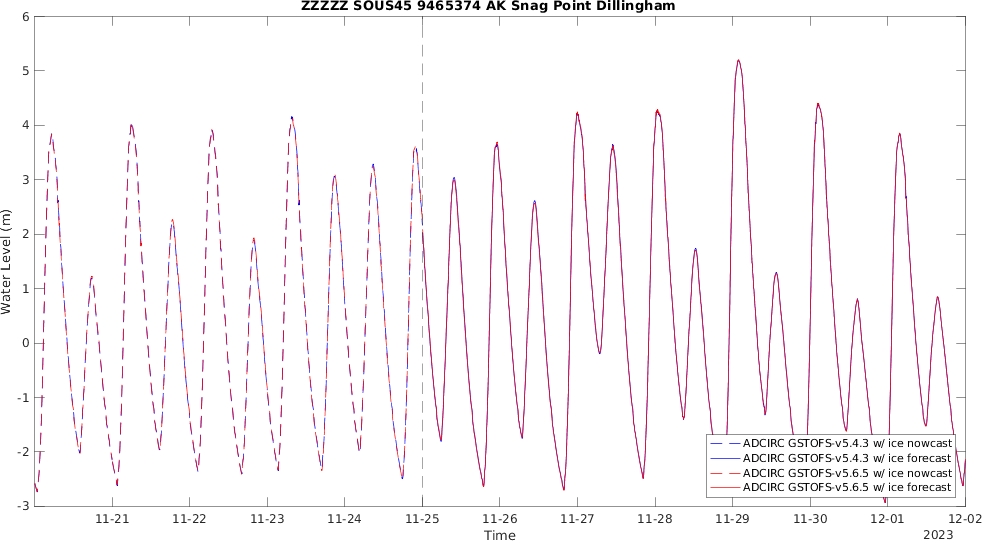 ZZZZZ SOUS45 9465374 AK Snag Point Dillingham
6
5
4
3
2
1
0
-1
-2
-3
Water Level (m)
ADCIRC GSTOFS-v5.4.3 w/ ice nowcast
ADCIRC GSTOFS-v5.4.3 w/ ice forecast
ADCIRC GSTOFS-v5.6.5 w/ ice nowcast
ADCIRC GSTOFS-v5.6.5 w/ ice forecast
11-21 11-22 11-23 11-24 11-25 11-26 11-27 11-28 11-29 11-30 12-01 12-02
Time
2023